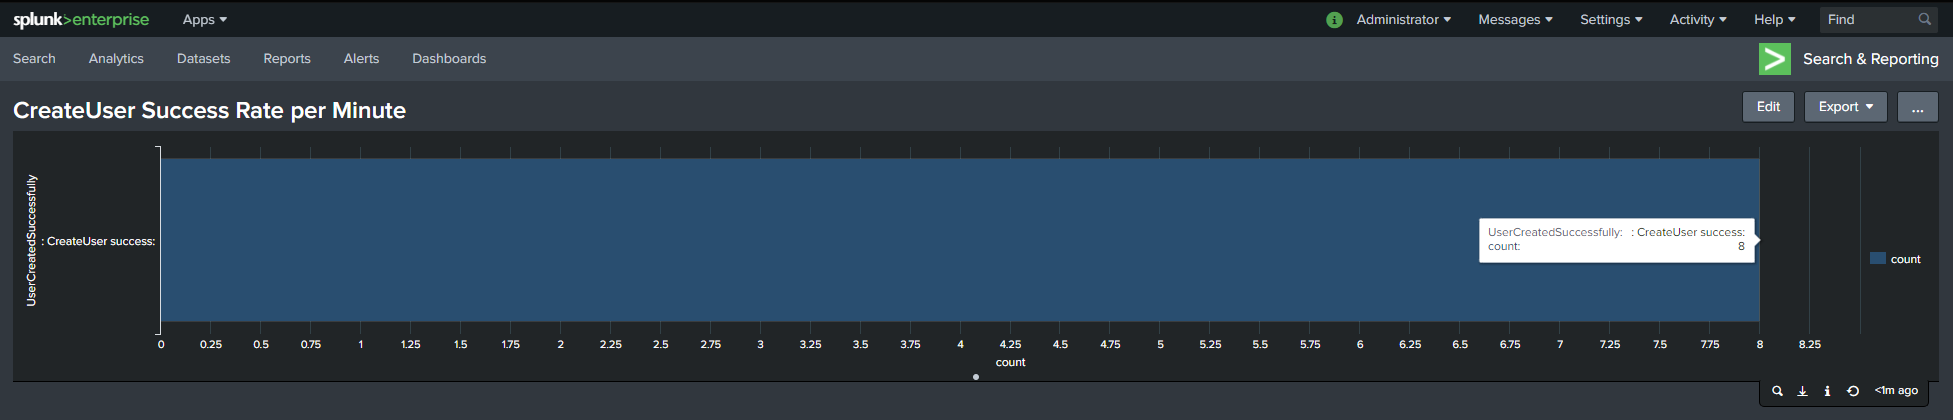 splunk>enterprise Apps Administrator Messages Settings Activity Help Find
Search Analytics Datasets Reports Alerts Dashboards Search & Reporting
CreateUser Success Rate per Minute
Edit Export ...
UserCreatedSuccessfully
: CreateUser success:
UserCreatedSuccessfully: : CreateUser success:
count: 8
count
0 0.25 0.5 0.75 1 1.25 1.5 1.75 2 2.25 2.5 2.75 3 3.25 3.5 3.75 4 4.25 4.5 4.75 5 5.25 5.5 5.75 6 6.25 6.5 6.75 7 7.25 7.5 7.75 8 8.25
count
<1m ago